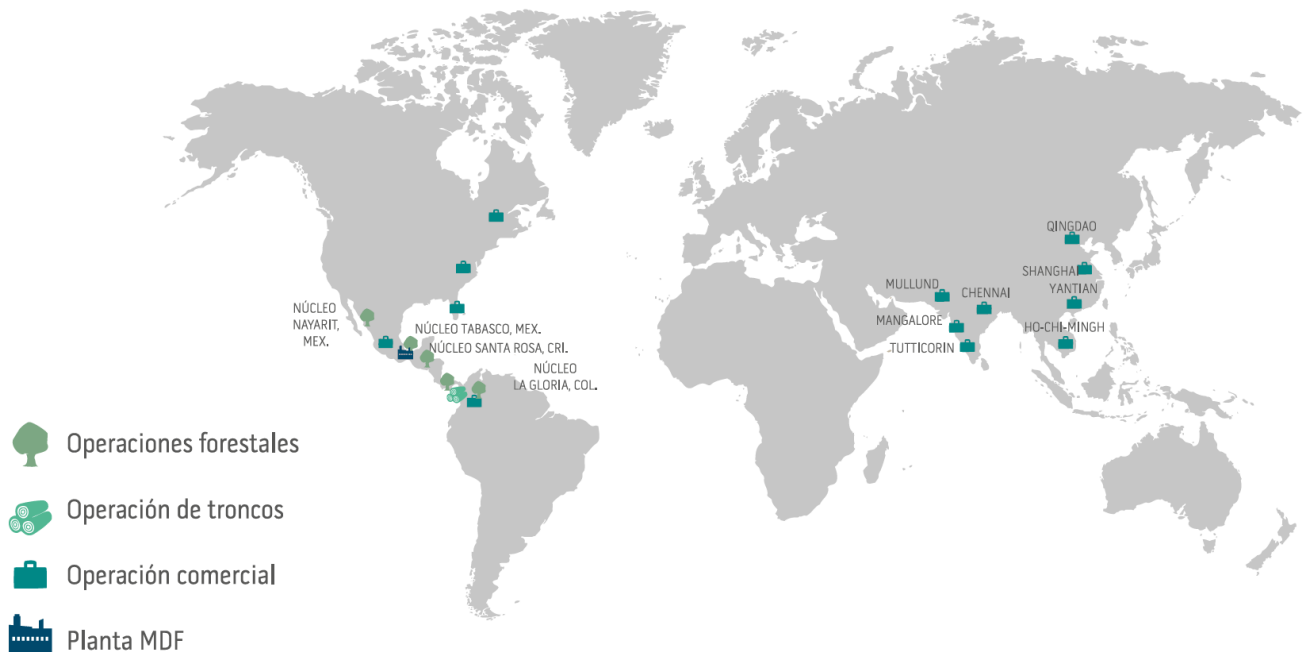 QINGDAO
SHANGHAI
YANTIAN
MULLUND
CHENNAI
MANGALORE
HO-CHI-MINGH
TUTTICORIN
NÚCLEO
NAYARIT,
MEX.
NÚCLEO TABASCO, MEX.
NÚCLEO SANTA ROSA, CRI.
NÚCLEO
LA GLORIA, COL.
Operaciones forestales
Operación de troncos
Operación comercial
Planta MDF